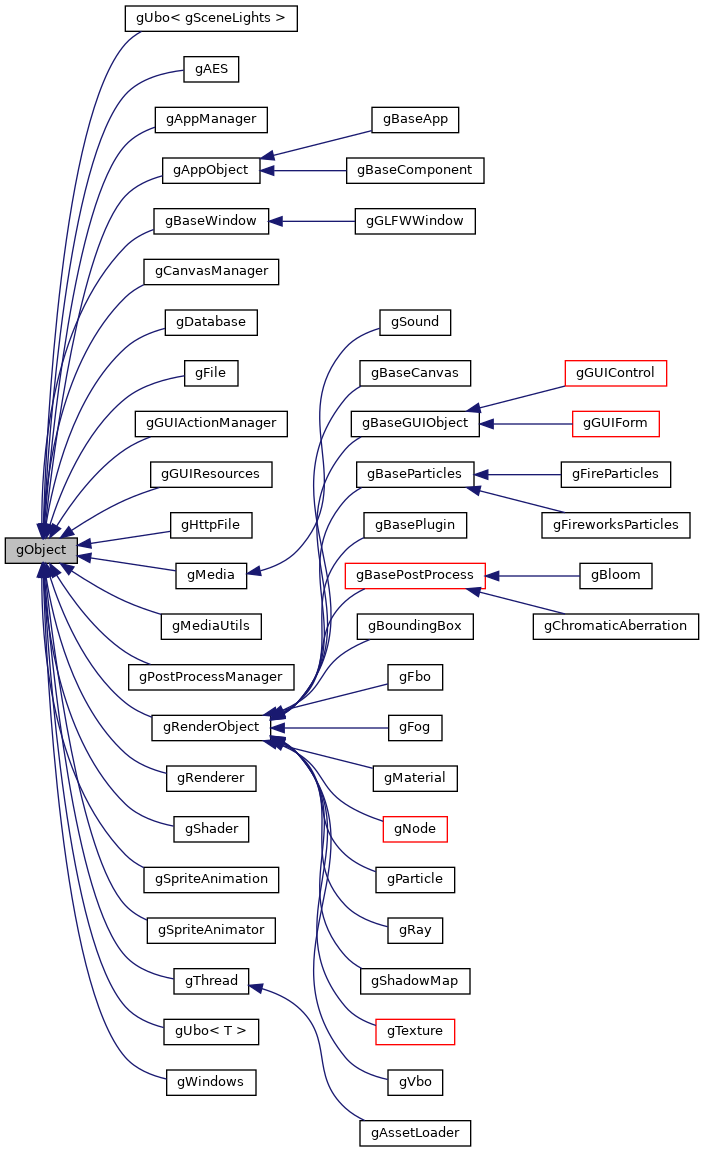 gObject
gUbo< gSceneLights >
gAES
gAppManager
gAppObject
gBaseWindow
gCanvasManager
gDatabase
gFile
gGUIActionManager
gGUIResources
gHttpFile
gMedia
gMediaUtils
gPostProcessManager
gRenderObject
gRenderer
gShader
gSpriteAnimation
gSpriteAnimator
gThread
gUbo< T >
gWindows
gBaseApp
gBaseComponent
gGLFWWindow
gSound
gBaseCanvas
gBaseGUIObject
gBaseParticles
gBasePlugin
gBasePostProcess
gBoundingBox
gFbo
gFog
gMaterial
gNode
gParticle
gRay
gShadowMap
gTexture
gVbo
gAssetLoader
gGUIControl
gGUIForm
gFireParticles
gFireworksParticles
gBloom
gChromaticAberration